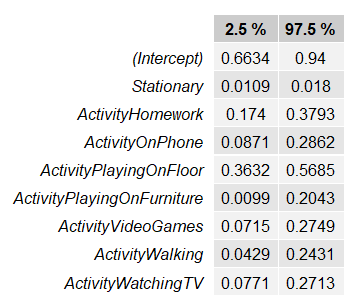 2.5 % 97.5 %
(Intercept) 0.6634 0.94
Stationary 0.0109 0.018
ActivityHomework 0.174 0.3793
ActivityOnPhone 0.0871 0.2862
ActivityPlayingOnFloor 0.3632 0.5685
ActivityPlayingOnFurniture 0.0099 0.2043
ActivityVideoGames 0.0715 0.2749
ActivityWalking 0.0429 0.2431
ActivityWatchingTV 0.0771 0.2713